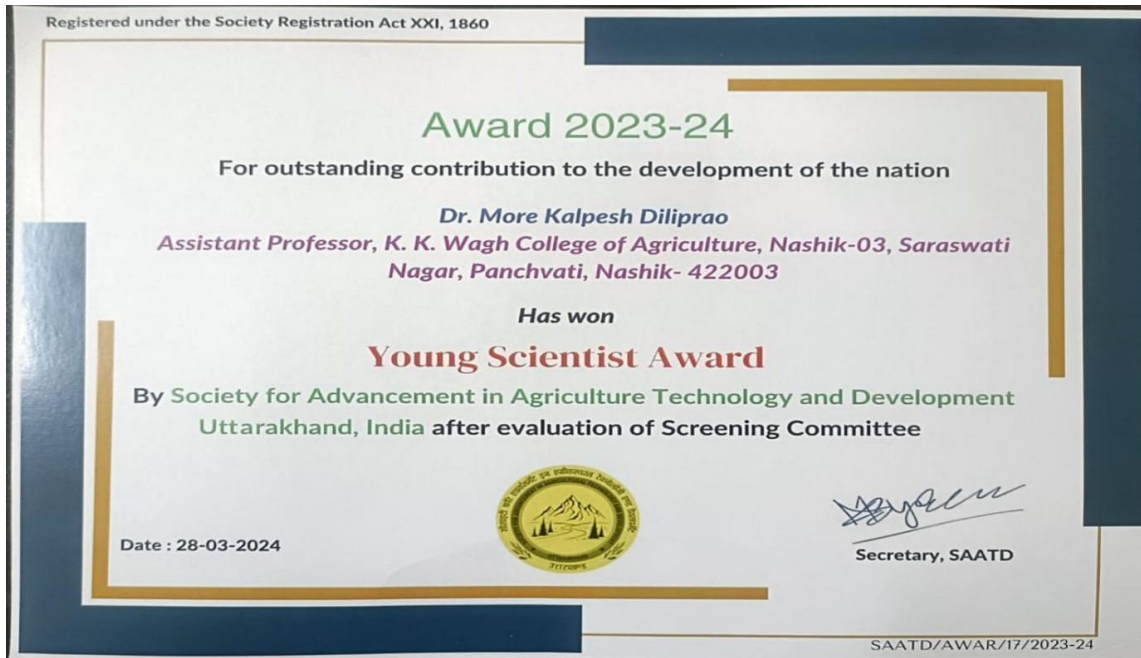 Registered under the Society Registration Act XXI, 1860
Award 2023-24
For outstanding contribution to the development of the nation
Dr. More Kalpesh Diliprao
Assistant Professor, K. K. Wagh College of Agriculture, Nashik-03, Saraswati
Nagar, Panchvati, Nashik- 422003
Has won
Young Scientist Award
By Society for Advancement in Agriculture Technology and Development
Uttarakhand, India after evaluation of Screening Committee
उत्तराखण्ड
Date : 28-03-2024
Secretary, SAATD
SAATD/AWAR/17/2023-24